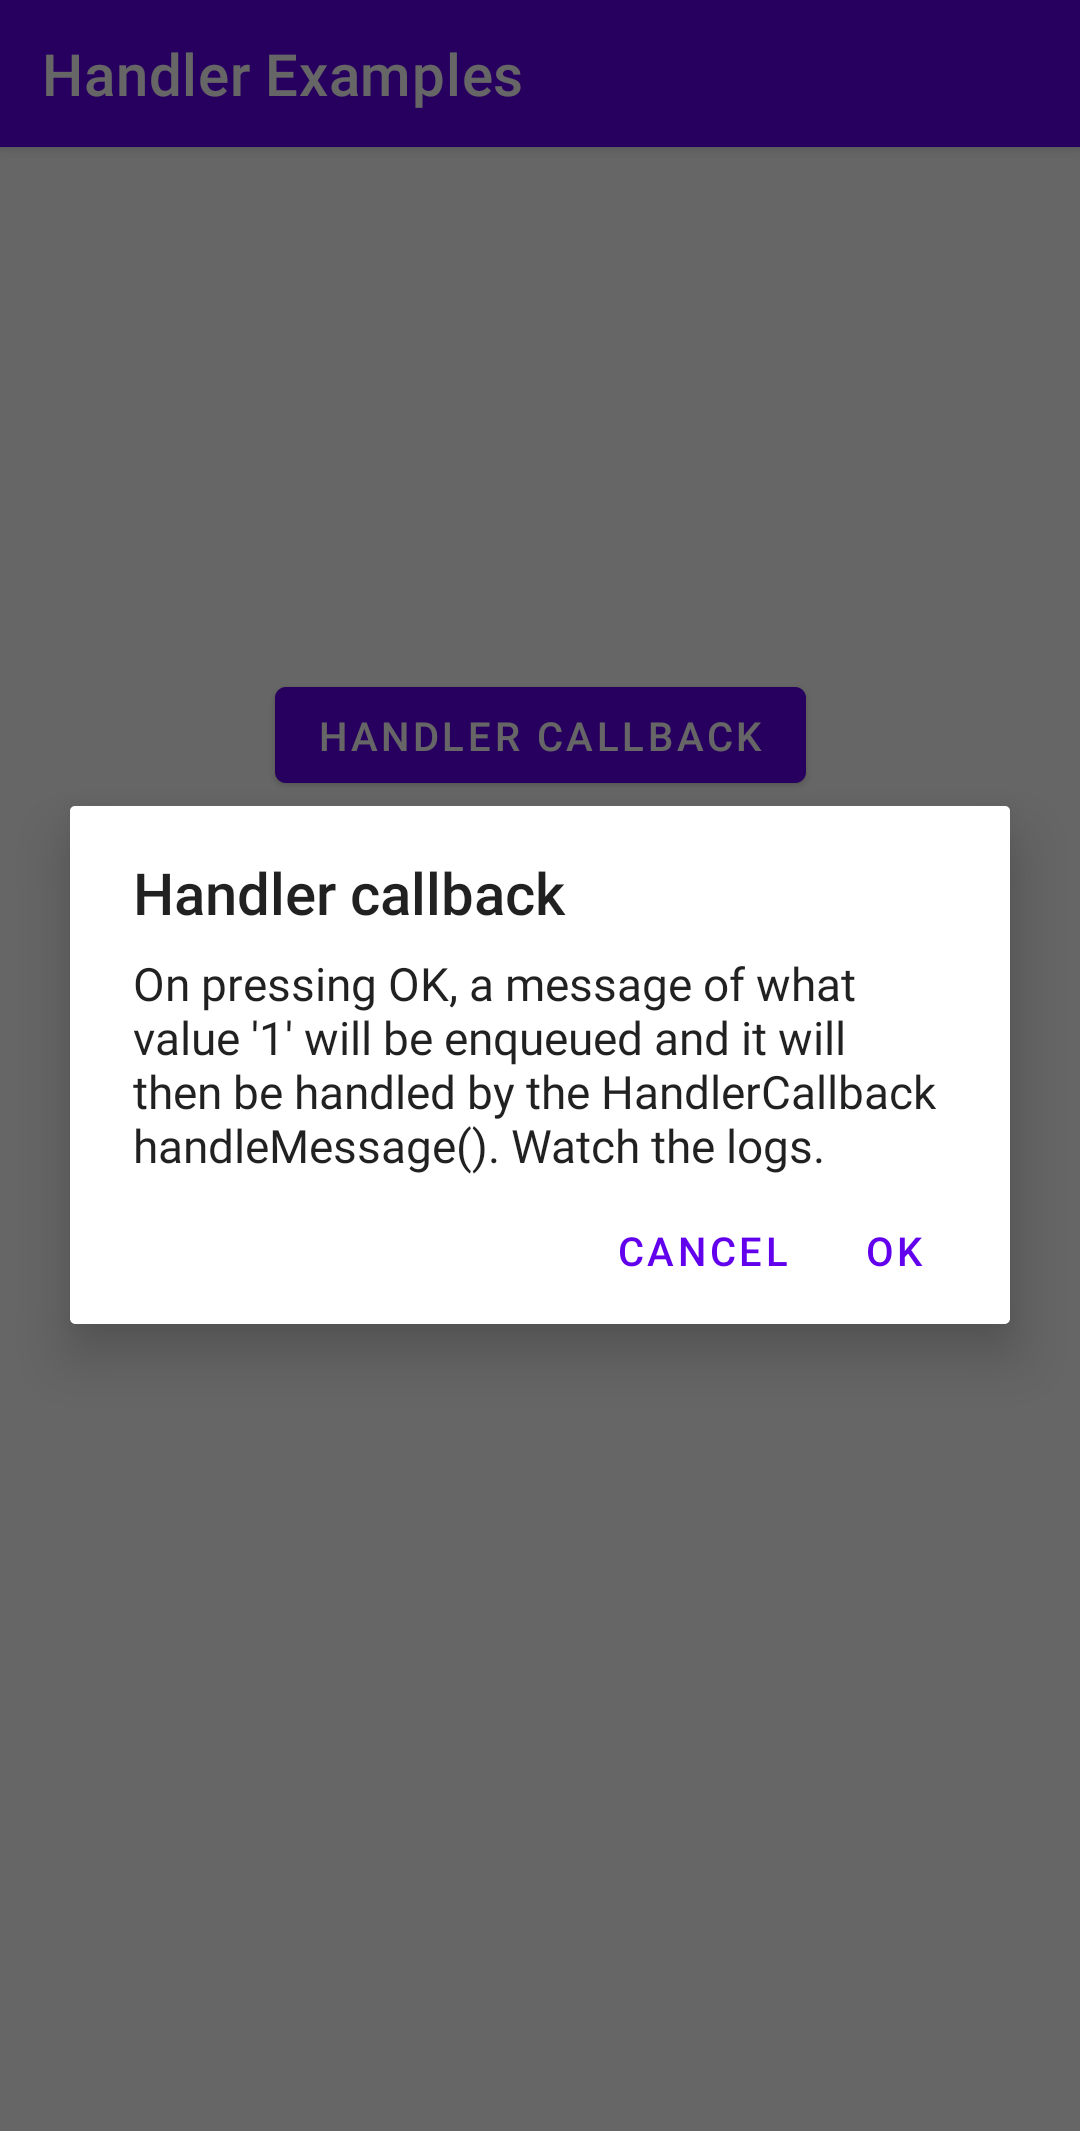 Handler Examples
HANDLER CALLBACK
Handler callback
On pressing OK, a message of what
value '1' will be enqueued and it will
then be handled by the HandlerCallback
handleMessage(). Watch the logs.
CANCEL OK